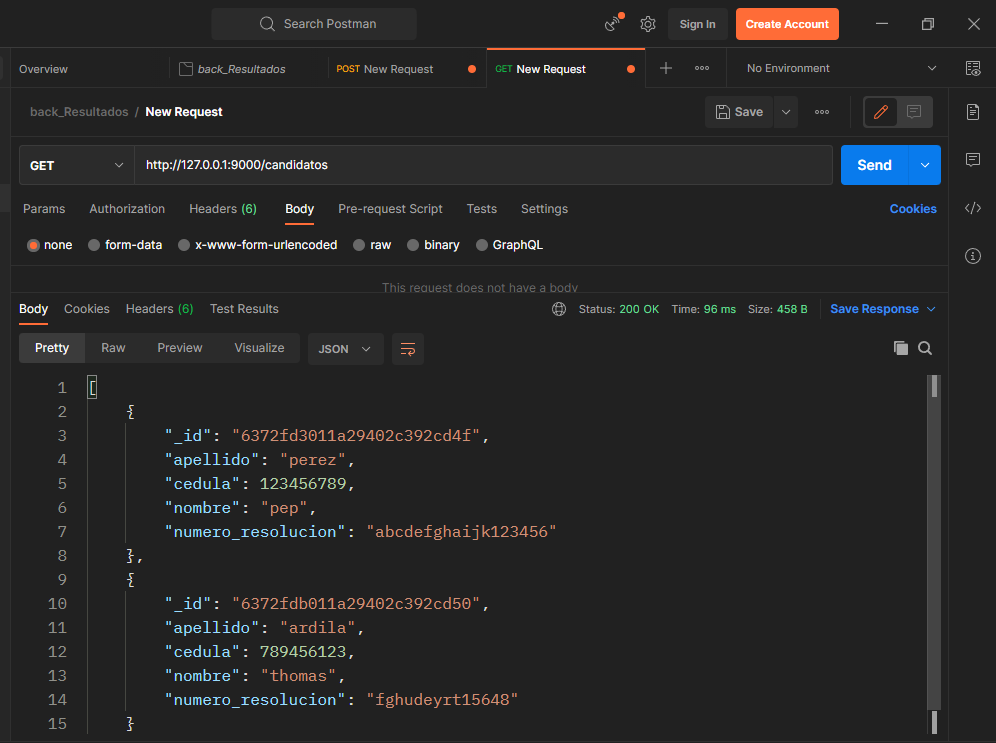 Search Postman Sign In Create Account
Overview back_Resultados POST New Request GET New Request No Environment
back_Resultados / New Request Save
GET http://127.0.0.1:9000/candidatos Send
Params Authorization Headers (6) Body Pre-request Script Tests Settings Cookies
none form-data x-www-form-urlencoded raw binary GraphQL
This request does not have a body
Body Cookies Headers (6) Test Results Status: 200 OK Time: 96 ms Size: 458 B Save Response
Pretty Raw Preview Visualize JSON
1 [
2 {
3 "_id": "6372fd3011a29402c392cd4f",
4 "apellido": "perez",
5 "cedula": 123456789,
6 "nombre": "pep",
7 "numero_resolucion": "abcdefghaijk123456"
8 },
9 {
10 "_id": "6372fdb011a29402c392cd50",
11 "apellido": "ardila",
12 "cedula": 789456123,
13 "nombre": "thomas",
14 "numero_resolucion": "fghudeyrt15648"
15 }